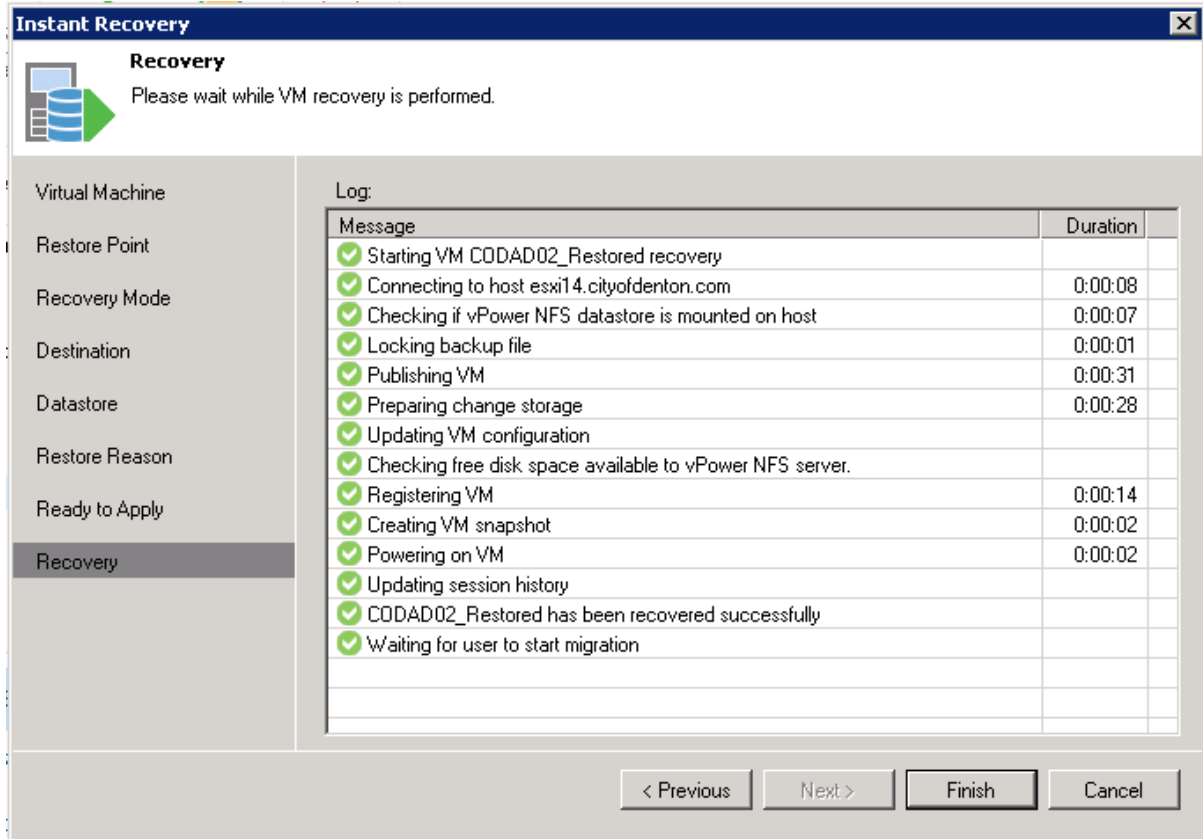 Instant Recovery
Recovery
Please wait while VM recovery is performed.
Virtual Machine
Restore Point
Recovery Mode
Destination
Datastore
Restore Reason
Ready to Apply
Recovery
Log:
Message Duration
Starting VM CODAD02_Restored recovery
Connecting to host esxi14.cityofdenton.com 0:00:08
Checking if vPower NFS datastore is mounted on host 0:00:07
Locking backup file 0:00:01
Publishing VM 0:00:31
Preparing change storage 0:00:28
Updating VM configuration
Checking free disk space available to vPower NFS server.
Registering VM 0:00:14
Creating VM snapshot 0:00:02
Powering on VM 0:00:02
Updating session history
CODAD02_Restored has been recovered successfully
Waiting for user to start migration
< Previous Next > Finish Cancel